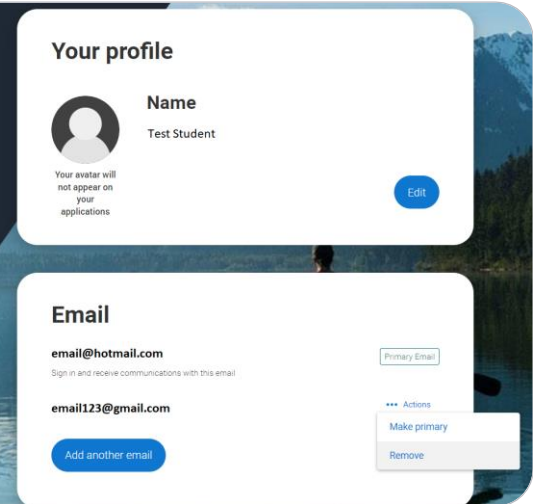 Your profile
Name
Test Student
Your avatar will
not appear on
your
applications
Edit
Email
email@hotmail.com
Primary Email
Sign in and receive communications with this email
email123@gmail.com
••• Actions
Make primary
Remove
Add another email